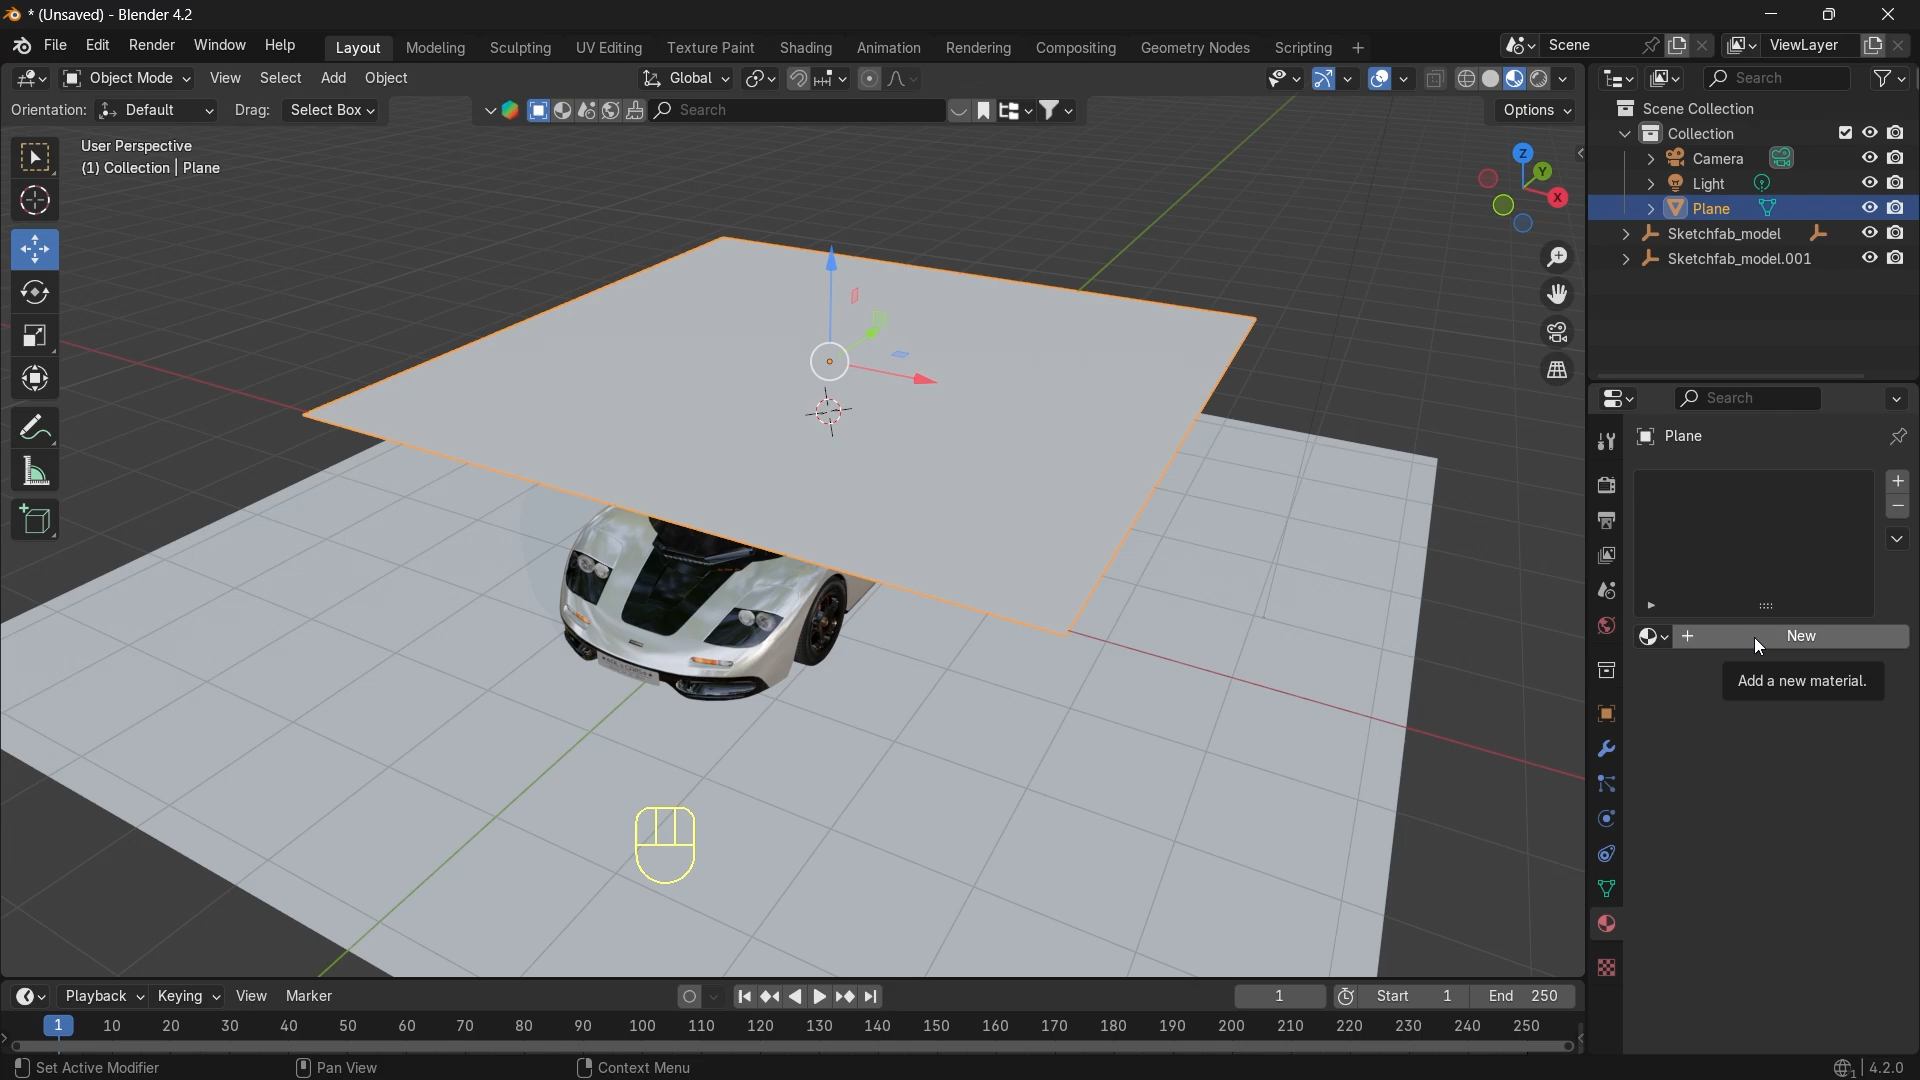 * (Unsaved) - Blender 4.2
File Edit Render Window Help Layout Modeling Sculpting UV Editing Texture Paint Shading Animation Rendering Compositing Geometry Nodes Scripting + Scene ViewLayer
Object Mode View Select Add Object Global Search
Orientation: Default Drag: Select Box Search Options
Scene Collection
Collection
Camera
Light
Plane
Sketchfab_model
Sketchfab_model.001
User Perspective
(1) Collection | Plane
Z
Y
X
Search
Plane
New
Add a new material.
Playback Keying View Marker 1 Start 1 End 250
1 10 20 30 40 50 60 70 80 90 100 110 120 130 140 150 160 170 180 190 200 210 220 230 240 250
Set Active Modifier Pan View Context Menu 4.2.0